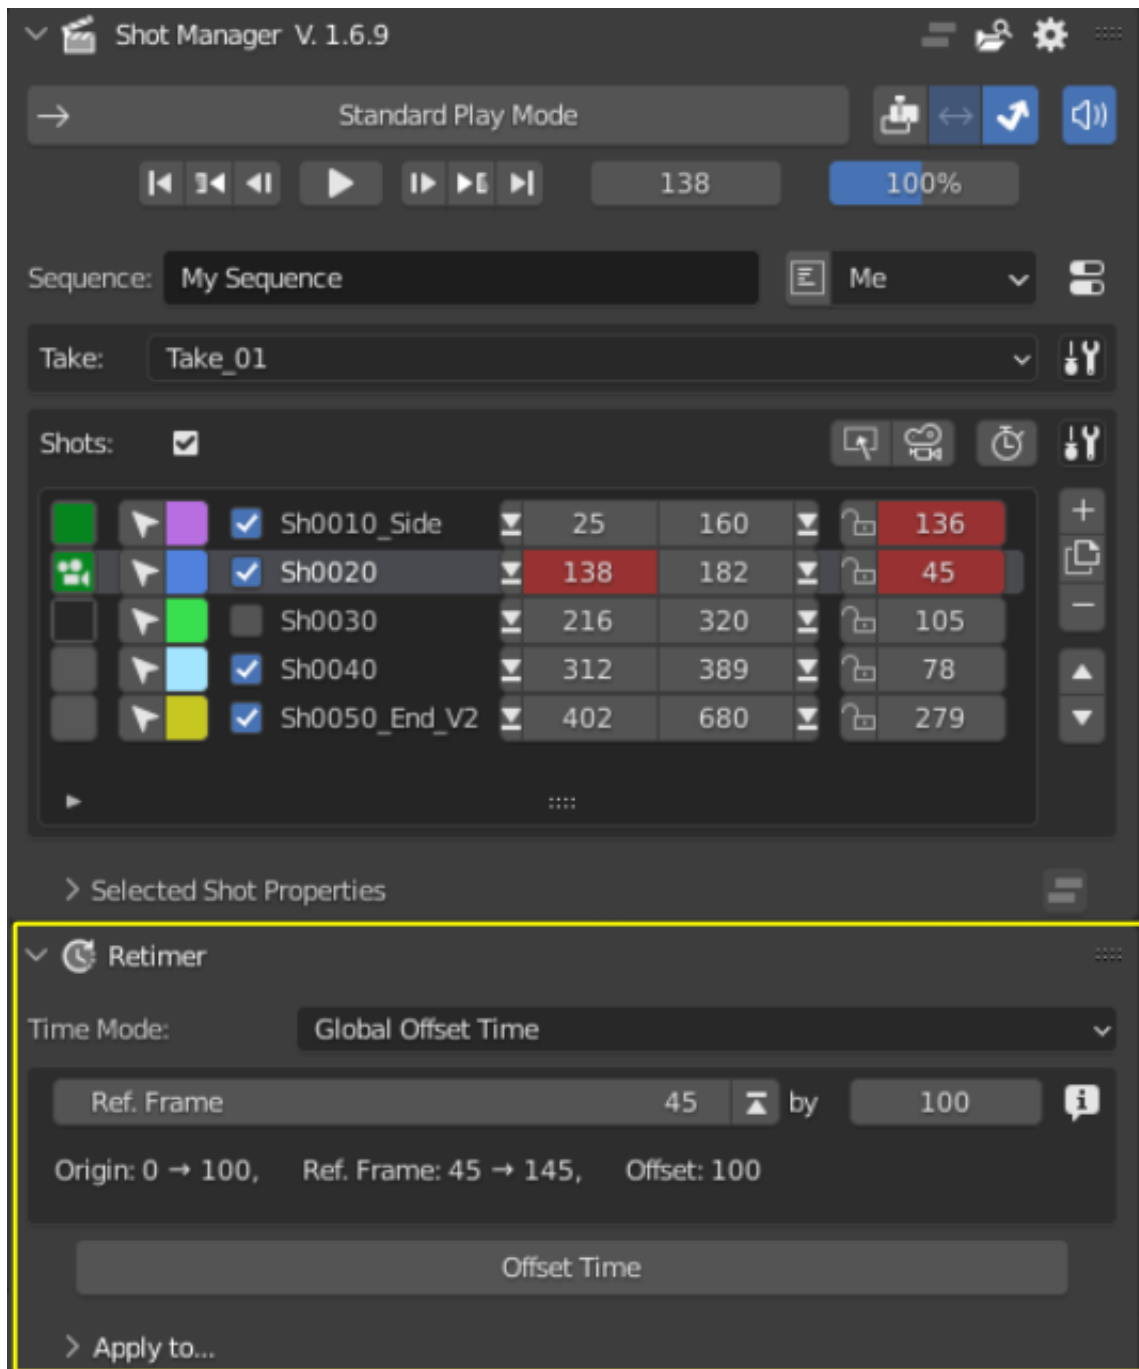 Shot Manager V. 1.6.9
Standard Play Mode
138 100%
Sequence: My Sequence Me
Take: Take_01
Shots:
Sh0010_Side 25 160 136
Sh0020 138 182 45
Sh0030 216 320 105
Sh0040 312 389 78
Sh0050_End_V2 402 680 279
Selected Shot Properties
Retimer
Time Mode: Global Offset Time
Ref. Frame 45 by 100
Origin: 0 → 100, Ref. Frame: 45 → 145, Offset: 100
Offset Time
Apply to...